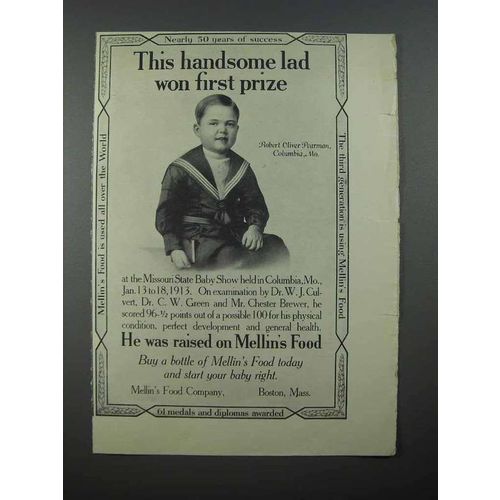 Nearly 50 years of success
This handsome lad
won first prize
Robert Oliver Pearman,
Columbia, Mo.
Mellin's Food is used all over the World
The third generation is using Mellin's Food
at the Missouri State Baby Show held in Columbia, Mo.,
Jan. 13 to 18, 1913. On examination by Dr. W. J. Cul-
vert, Dr. C. W. Green and Mr. Chester Brewer, he
scored 96-½ points out of a possible 100 for his physical
condition, perfect development and general health.
He was raised on Mellin's Food
Buy a bottle of Mellin's Food today
and start your baby right.
Mellin's Food Company, Boston, Mass.
61 medals and diplomas awarded